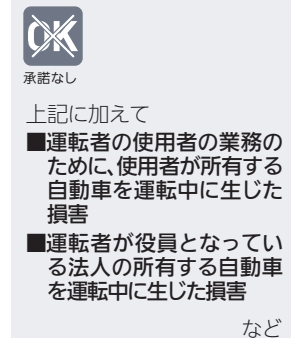 OK
承諾なし
上記に加えて
■運転者の使用者の業務の
ために、使用者が所有する
自動車を運転中に生じた
損害
■運転者が役員となってい
る法人の所有する自動車
を運転中に生じた損害
など